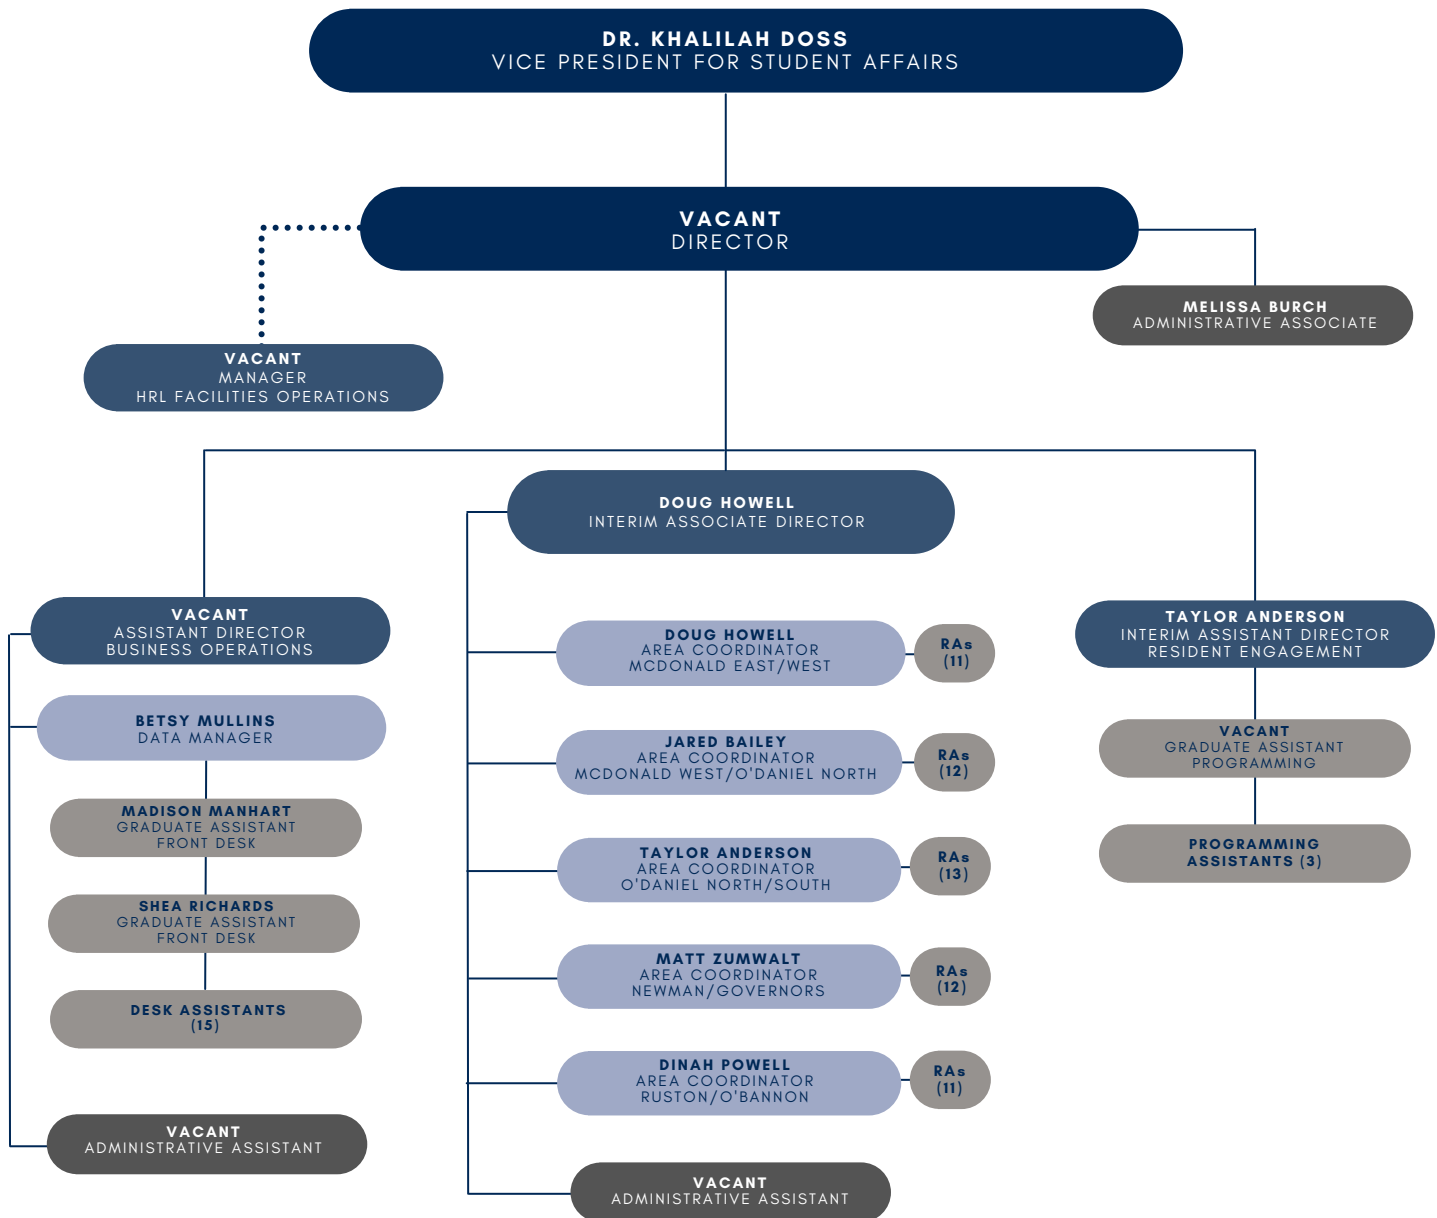 DR. KHALILAH DOSS
VICE PRESIDENT FOR STUDENT AFFAIRS
VACANT
DIRECTOR
MELISSA BURCH
ADMINISTRATIVE ASSOCIATE
VACANT
MANAGER
HRL FACILITIES OPERATIONS
DOUG HOWELL
INTERIM ASSOCIATE DIRECTOR
VACANT
ASSISTANT DIRECTOR
BUSINESS OPERATIONS
BETSY MULLINS
DATA MANAGER
MADISON MANHART
GRADUATE ASSISTANT
FRONT DESK
SHEA RICHARDS
GRADUATE ASSISTANT
FRONT DESK
DESK ASSISTANTS
(15)
VACANT
ADMINISTRATIVE ASSISTANT
DOUG HOWELL
AREA COORDINATOR
MCDONALD EAST/WEST
RAs
(11)
JARED BAILEY
AREA COORDINATOR
MCDONALD WEST/O'DANIEL NORTH
RAs
(12)
TAYLOR ANDERSON
AREA COORDINATOR
O'DANIEL NORTH/SOUTH
RAs
(13)
MATT ZUMWALT
AREA COORDINATOR
NEWMAN/GOVERNORS
RAs
(12)
DINAH POWELL
AREA COORDINATOR
RUSTON/O'BANNON
RAs
(11)
VACANT
ADMINISTRATIVE ASSISTANT
TAYLOR ANDERSON
INTERIM ASSISTANT DIRECTOR
RESIDENT ENGAGEMENT
VACANT
GRADUATE ASSISTANT
PROGRAMMING
PROGRAMMING
ASSISTANTS (3)